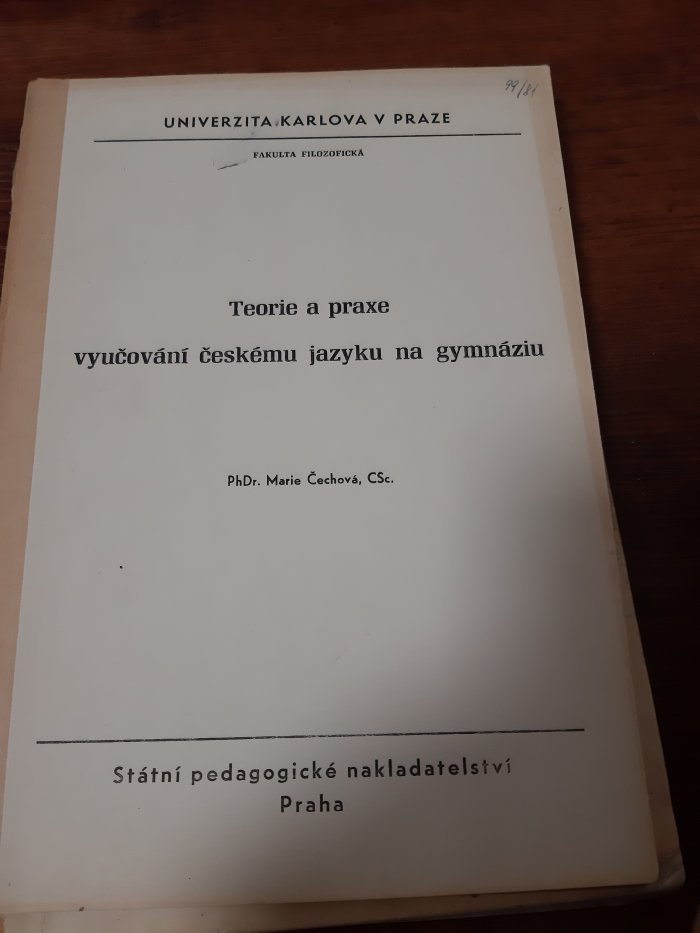 99/81
UNIVERZITA KARLOVA V PRAZE
FAKULTA FILOZOFICKÁ
Teorie a praxe
vyučování českému jazyku na gymnáziu
PhDr. Marie Čechová, CSc.
Státní pedagogické nakladatelství
Praha